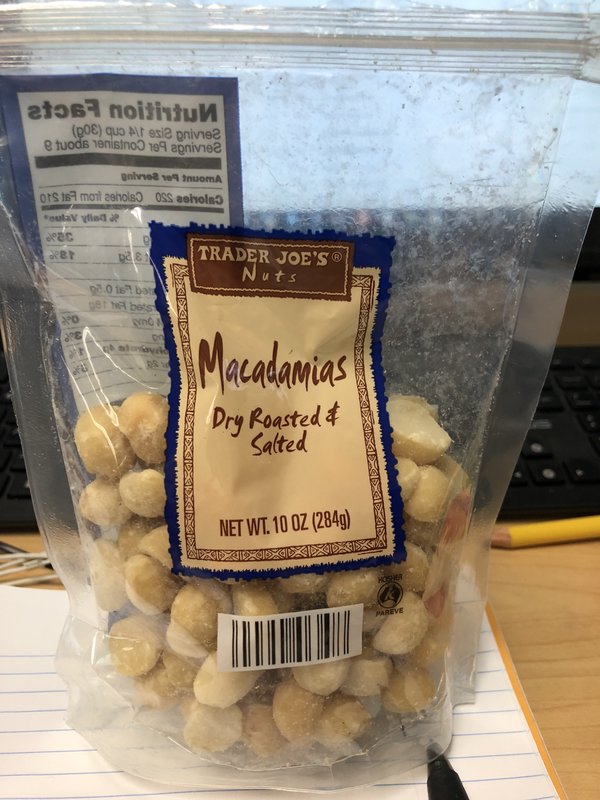 Nutrition Facts
Serving Size 1/4 cup (30g)
Servings Per Container about 9
Amount Per Serving
Calories 220 Calories from Fat 210
% Daily Value*
TRADER JOE'S®
Nuts
Macadamias
Dry Roasted &
Salted
NET WT. 10 OZ (284g)
KOSHER
K
PAREVE